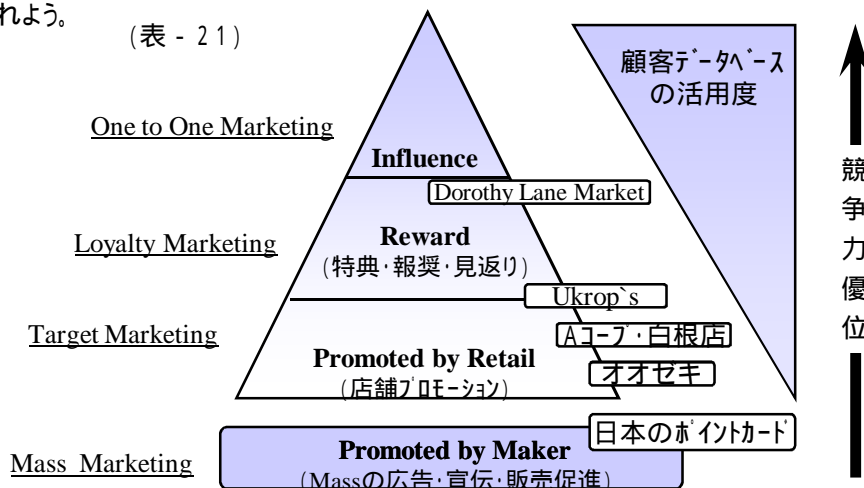 れよう。
(表 - 21)
顧客ﾃﾞｰﾀﾍﾞｰｽ
の活用度
One to One Marketing
Influence
Dorothy Lane Market
競争力優位
Loyalty Marketing
Reward
(特典･報奨･見返り)
Ukrop`s
Target Marketing
Aｺｰﾌﾟ･白根店
Promoted by Retail
(店舗ﾌﾟﾛﾓｰｼｮﾝ)
オオゼキ
日本のﾎﾟｲﾝﾄｶｰﾄﾞ
Mass Marketing
Promoted by Maker
(Massの広告･宣伝･販売促進)